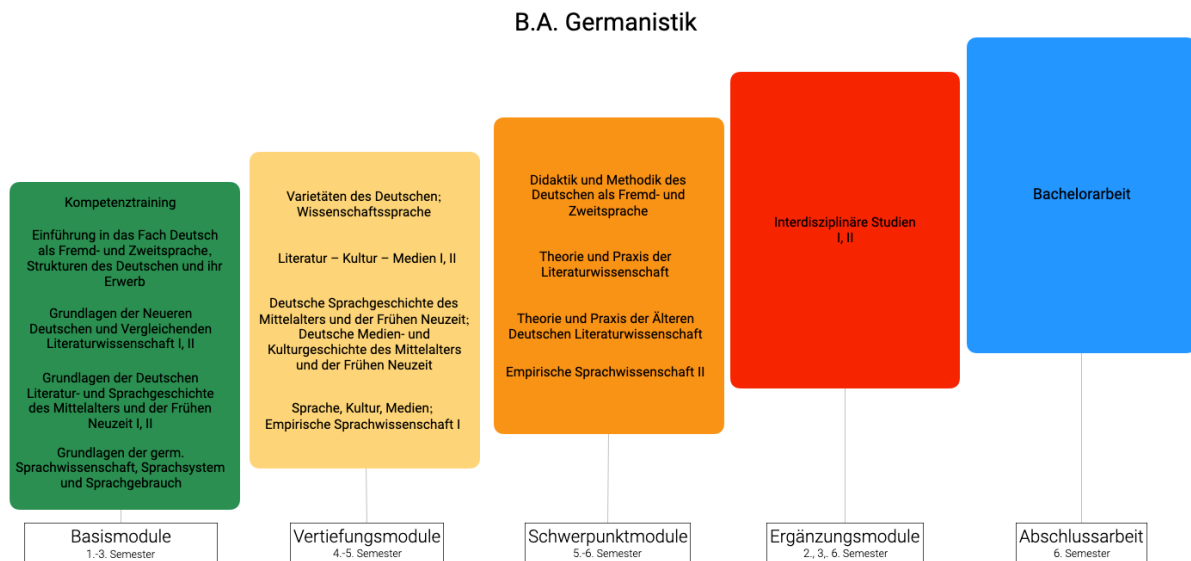 B.A. Germanistik
Kompetenztraining
Einführung in das Fach Deutsch
als Fremd- und Zweitsprache,
Strukturen des Deutschen und ihr
Erwerb
Grundlagen der Neueren
Deutschen und Vergleichenden
Literaturwissenschaft I, II
Grundlagen der Deutschen
Literatur- und Sprachgeschichte
des Mittelalters und der Frühen
Neuzeit I, II
Grundlagen der germ.
Sprachwissenschaft, Sprachsystem
und Sprachgebrauch
Basismodule
1.-3. Semester
Varietäten des Deutschen;
Wissenschaftssprache
Literatur – Kultur – Medien I, II
Deutsche Sprachgeschichte des
Mittelalters und der Frühen Neuzeit;
Deutsche Medien- und
Kulturgeschichte des Mittelalters
und der Frühen Neuzeit
Sprache, Kultur, Medien;
Empirische Sprachwissenschaft I
Vertiefungsmodule
4.-5. Semester
Didaktik und Methodik des
Deutschen als Fremd- und
Zweitsprache
Theorie und Praxis der
Literaturwissenschaft
Theorie und Praxis der Älteren
Deutschen Literaturwissenschaft
Empirische Sprachwissenschaft II
Schwerpunktmodule
5.-6. Semester
Interdisziplinäre Studien
I, II
Ergänzungsmodule
2., 3,. 6. Semester
Bachelorarbeit
Abschlussarbeit
6. Semester